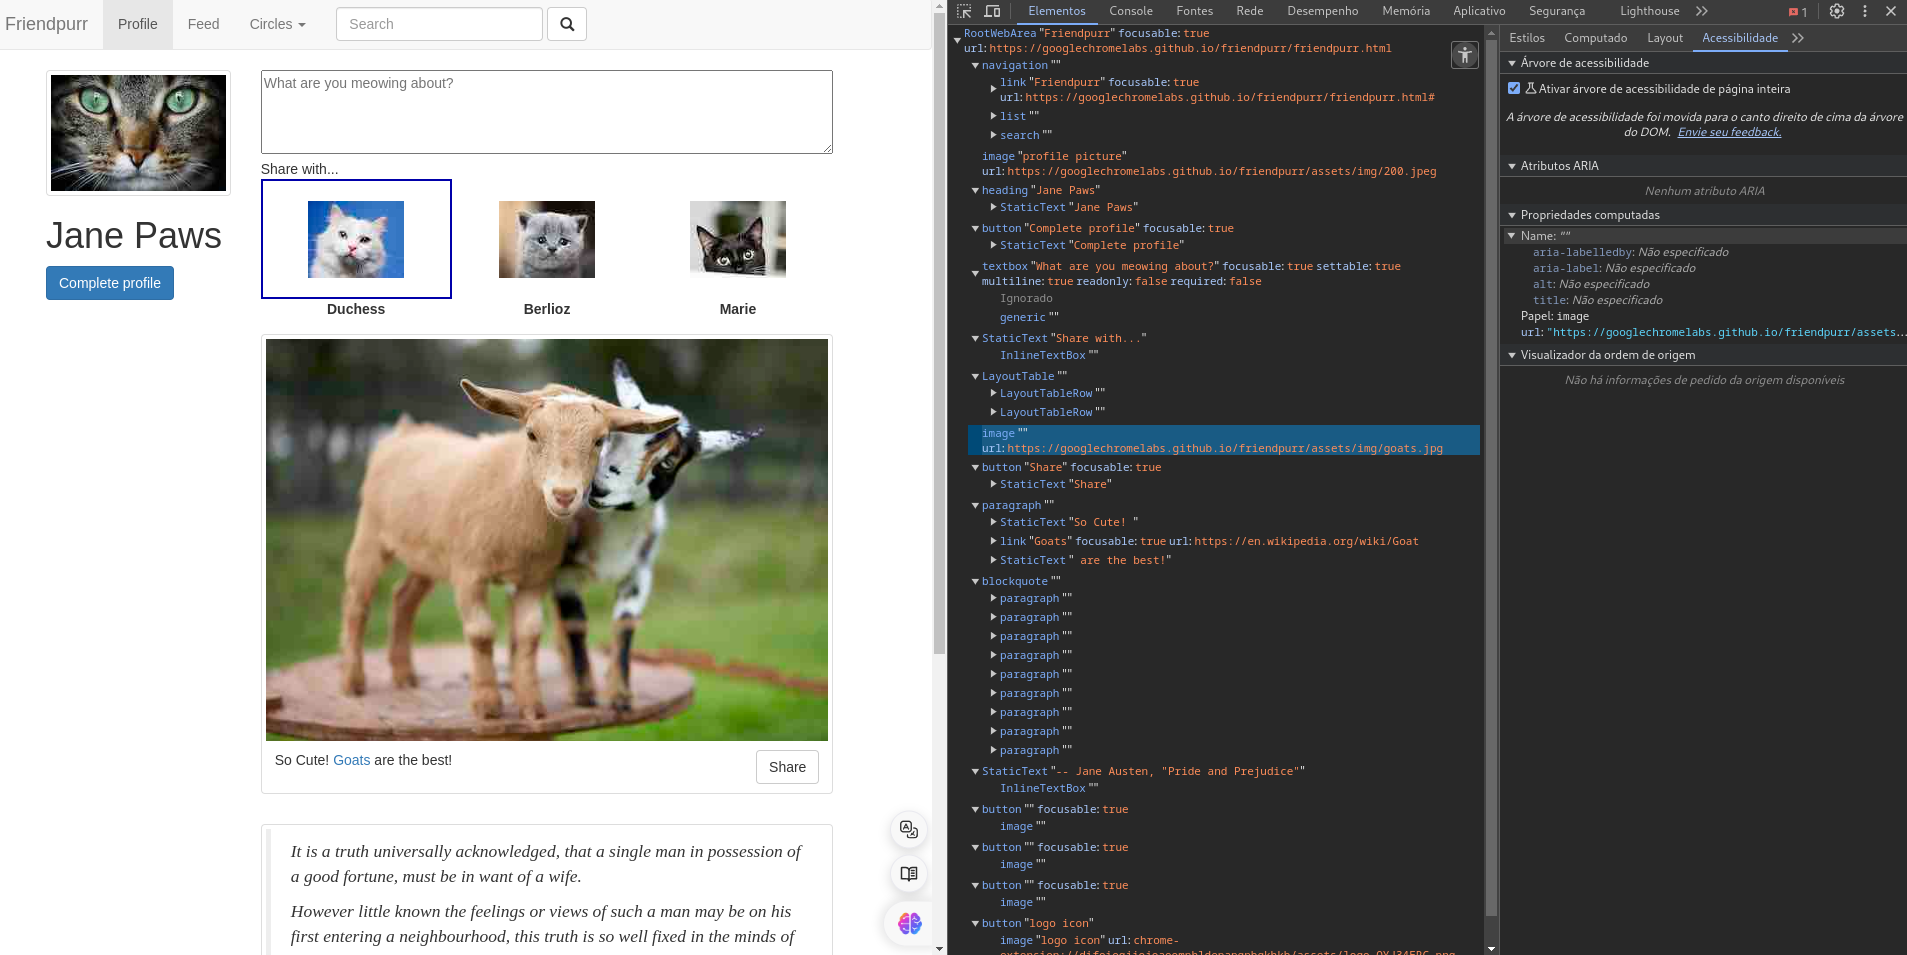 Friendpurr Profile Feed Circles Search
What are you meowing about?
Share with...
Duchess Berlioz Marie
Jane Paws
Complete profile
So Cute! Goats are the best!
Share
It is a truth universally acknowledged, that a single man in possession of
a good fortune, must be in want of a wife.
However little known the feelings or views of such a man may be on his
first entering a neighbourhood, this truth is so well fixed in the minds of
Elementos Console Fontes Rede Desempenho Memória Aplicativo Segurança Lighthouse 1
RootWebArea "Friendpurr" focusable: true
url: https://googlechromelabs.github.io/friendpurr/friendpurr.html
navigation ""
link "Friendpurr" focusable: true
url: https://googlechromelabs.github.io/friendpurr/friendpurr.html#
list ""
search ""
image "profile picture"
url: https://googlechromelabs.github.io/friendpurr/assets/img/200.jpeg
heading "Jane Paws"
StaticText "Jane Paws"
button "Complete profile" focusable: true
StaticText "Complete profile"
textbox "What are you meowing about?" focusable: true settable: true
multiline: true readonly: false required: false
Ignorado
generic ""
StaticText "Share with..."
InlineTextBox ""
LayoutTable ""
LayoutTableRow ""
LayoutTableRow ""
image ""
url: https://googlechromelabs.github.io/friendpurr/assets/img/goats.jpg
button "Share" focusable: true
StaticText "Share"
paragraph ""
StaticText "So Cute! "
link "Goats" focusable: true url: https://en.wikipedia.org/wiki/Goat
StaticText " are the best!"
blockquote ""
paragraph ""
paragraph ""
paragraph ""
paragraph ""
paragraph ""
paragraph ""
paragraph ""
paragraph ""
paragraph ""
StaticText "-- Jane Austen, "Pride and Prejudice"
InlineTextBox ""
button "" focusable: true
image ""
button "" focusable: true
image ""
button "" focusable: true
image ""
button "logo icon"
image "logo icon" url: chrome-
Estilos Computado Layout Acessibilidade
Árvore de acessibilidade
Ativar árvore de acessibilidade de página inteira
A árvore de acessibilidade foi movida para o canto direito de cima da árvore
do DOM. Envie seu feedback.
Atributos ARIA
Nenhum atributo ARIA
Propriedades computadas
Name: ""
aria-labelledby: Não especificado
aria-label: Não especificado
alt: Não especificado
title: Não especificado
Papel: image
url: "https://googlechromelabs.github.io/friendpurr/assets...
Visualizador da ordem de origem
Não há informações de pedido da origem disponíveis